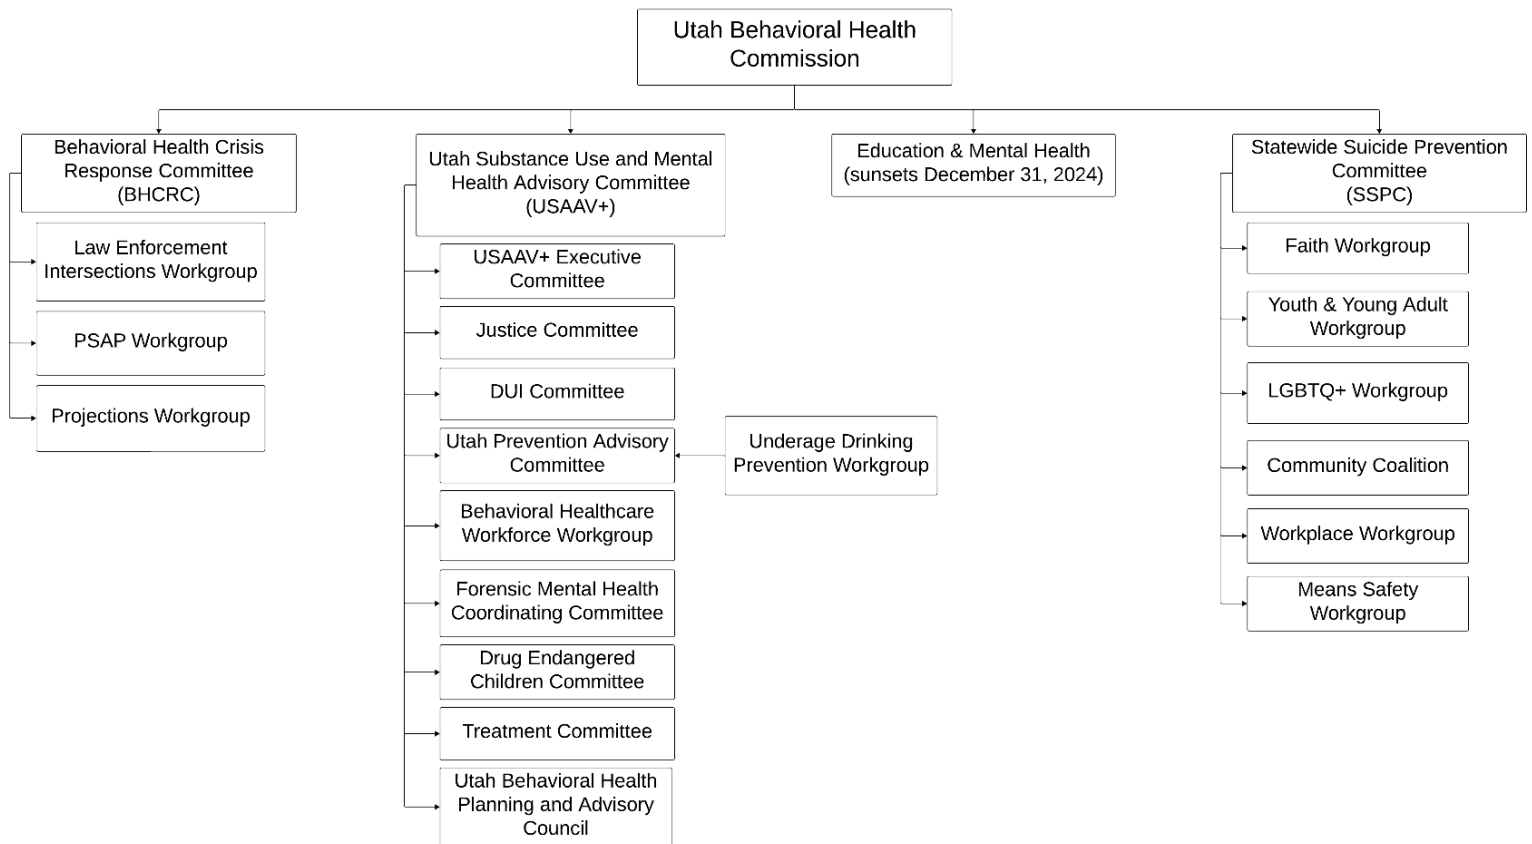 Utah Behavioral Health
Commission
Behavioral Health Crisis
Response Committee
(BHCRC)
Law Enforcement
Intersections Workgroup
PSAP Workgroup
Projections Workgroup
Utah Substance Use and Mental
Health Advisory Committee
(USAAV+)
USAAV+ Executive
Committee
Justice Committee
DUI Committee
Utah Prevention Advisory
Committee
Underage Drinking
Prevention Workgroup
Behavioral Healthcare
Workforce Workgroup
Forensic Mental Health
Coordinating Committee
Drug Endangered
Children Committee
Treatment Committee
Utah Behavioral Health
Planning and Advisory
Council
Education & Mental Health
(sunsets December 31, 2024)
Statewide Suicide Prevention
Committee
(SSPC)
Faith Workgroup
Youth & Young Adult
Workgroup
LGBTQ+ Workgroup
Community Coalition
Workplace Workgroup
Means Safety
Workgroup